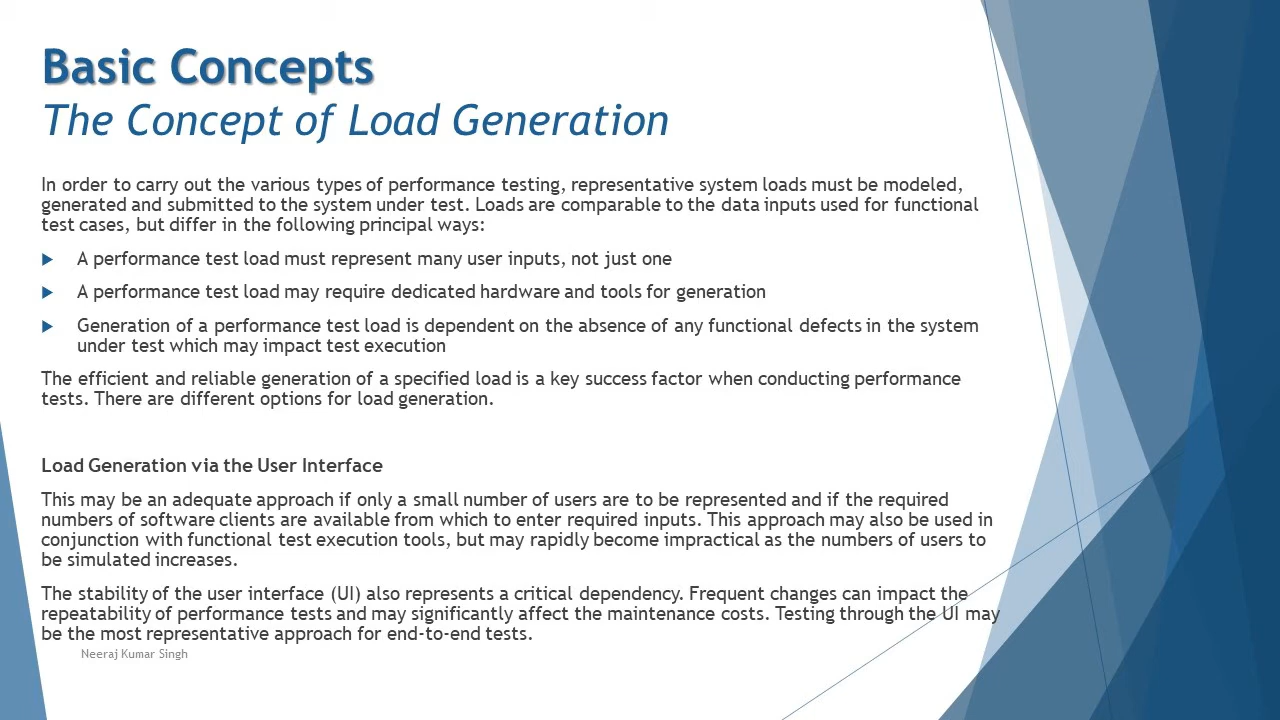 Basic Concepts
The Concept of Load Generation
In order to carry out the various types of performance testing, representative system loads must be modeled,
generated and submitted to the system under test. Loads are comparable to the data inputs used for functional
test cases, but differ in the following principal ways:
A performance test load must represent many user inputs, not just one
A performance test load may require dedicated hardware and tools for generation
Generation of a performance test load is dependent on the absence of any functional defects in the system
under test which may impact test execution
The efficient and reliable generation of a specified load is a key success factor when conducting performance
tests. There are different options for load generation.
Load Generation via the User Interface
This may be an adequate approach if only a small number of users are to be represented and if the required
numbers of software clients are available from which to enter required inputs. This approach may also be used in
conjunction with functional test execution tools, but may rapidly become impractical as the numbers of users to
be simulated increases.
The stability of the user interface (UI) also represents a critical dependency. Frequent changes can impact the
repeatability of performance tests and may significantly affect the maintenance costs. Testing through the UI may
be the most representative approach for end-to-end tests.
Neeraj Kumar Singh